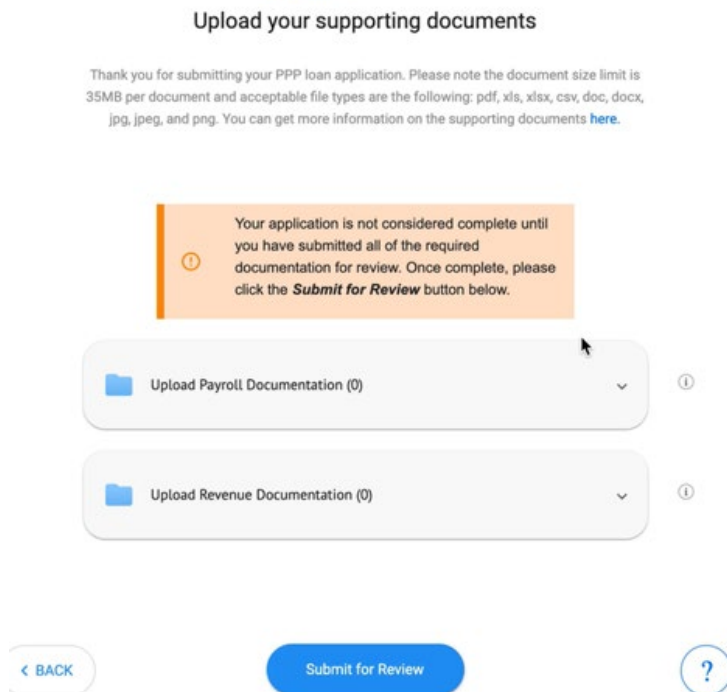 Upload your supporting documents
Thank you for submitting your PPP loan application. Please note the document size limit is
35MB per document and acceptable file types are the following: pdf, xls, xlsx, csv, doc, docx,
jpg, jpeg, and png. You can get more information on the supporting documents here.
Your application is not considered complete until
you have submitted all of the required
documentation for review. Once complete, please
click the Submit for Review button below.
Upload Payroll Documentation (0)
Upload Revenue Documentation (0)
< BACK
Submit for Review
?